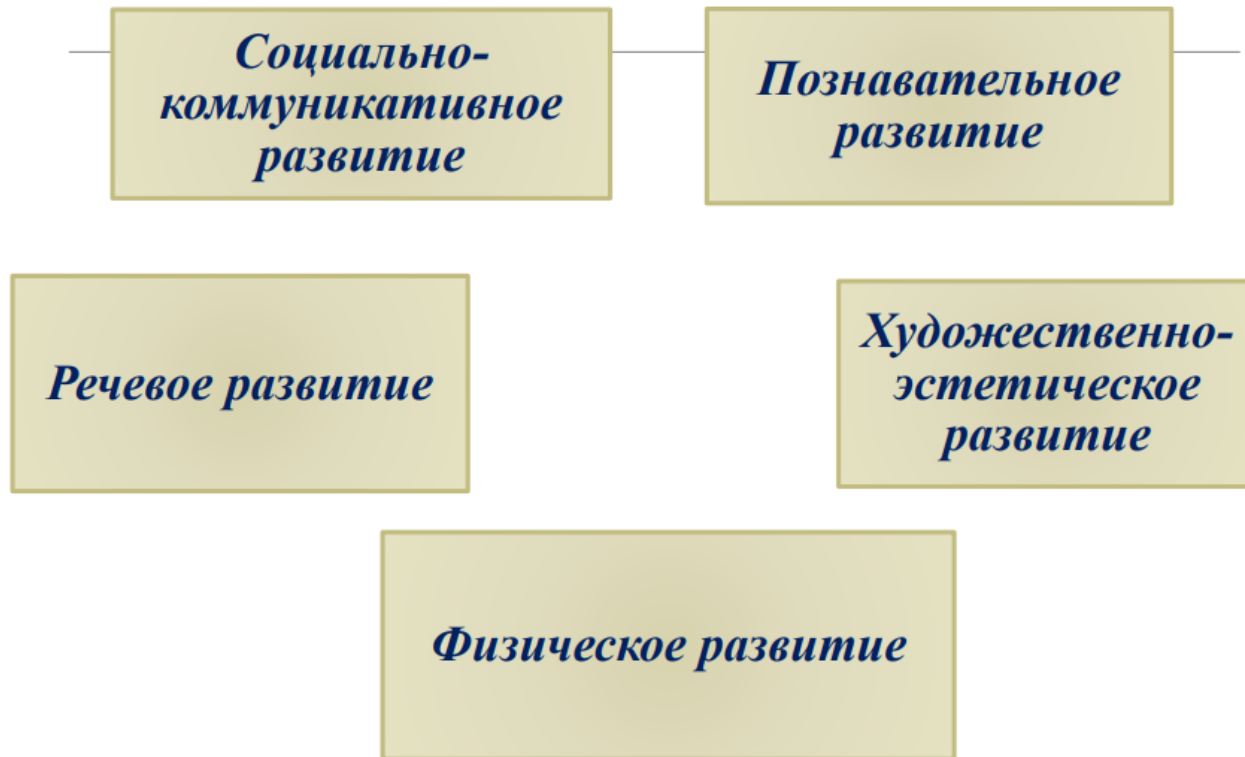 Социально-
коммуникативное
развитие
Познавательное
развитие
Речевое развитие
Художественно-
эстетическое
развитие
Физическое развитие